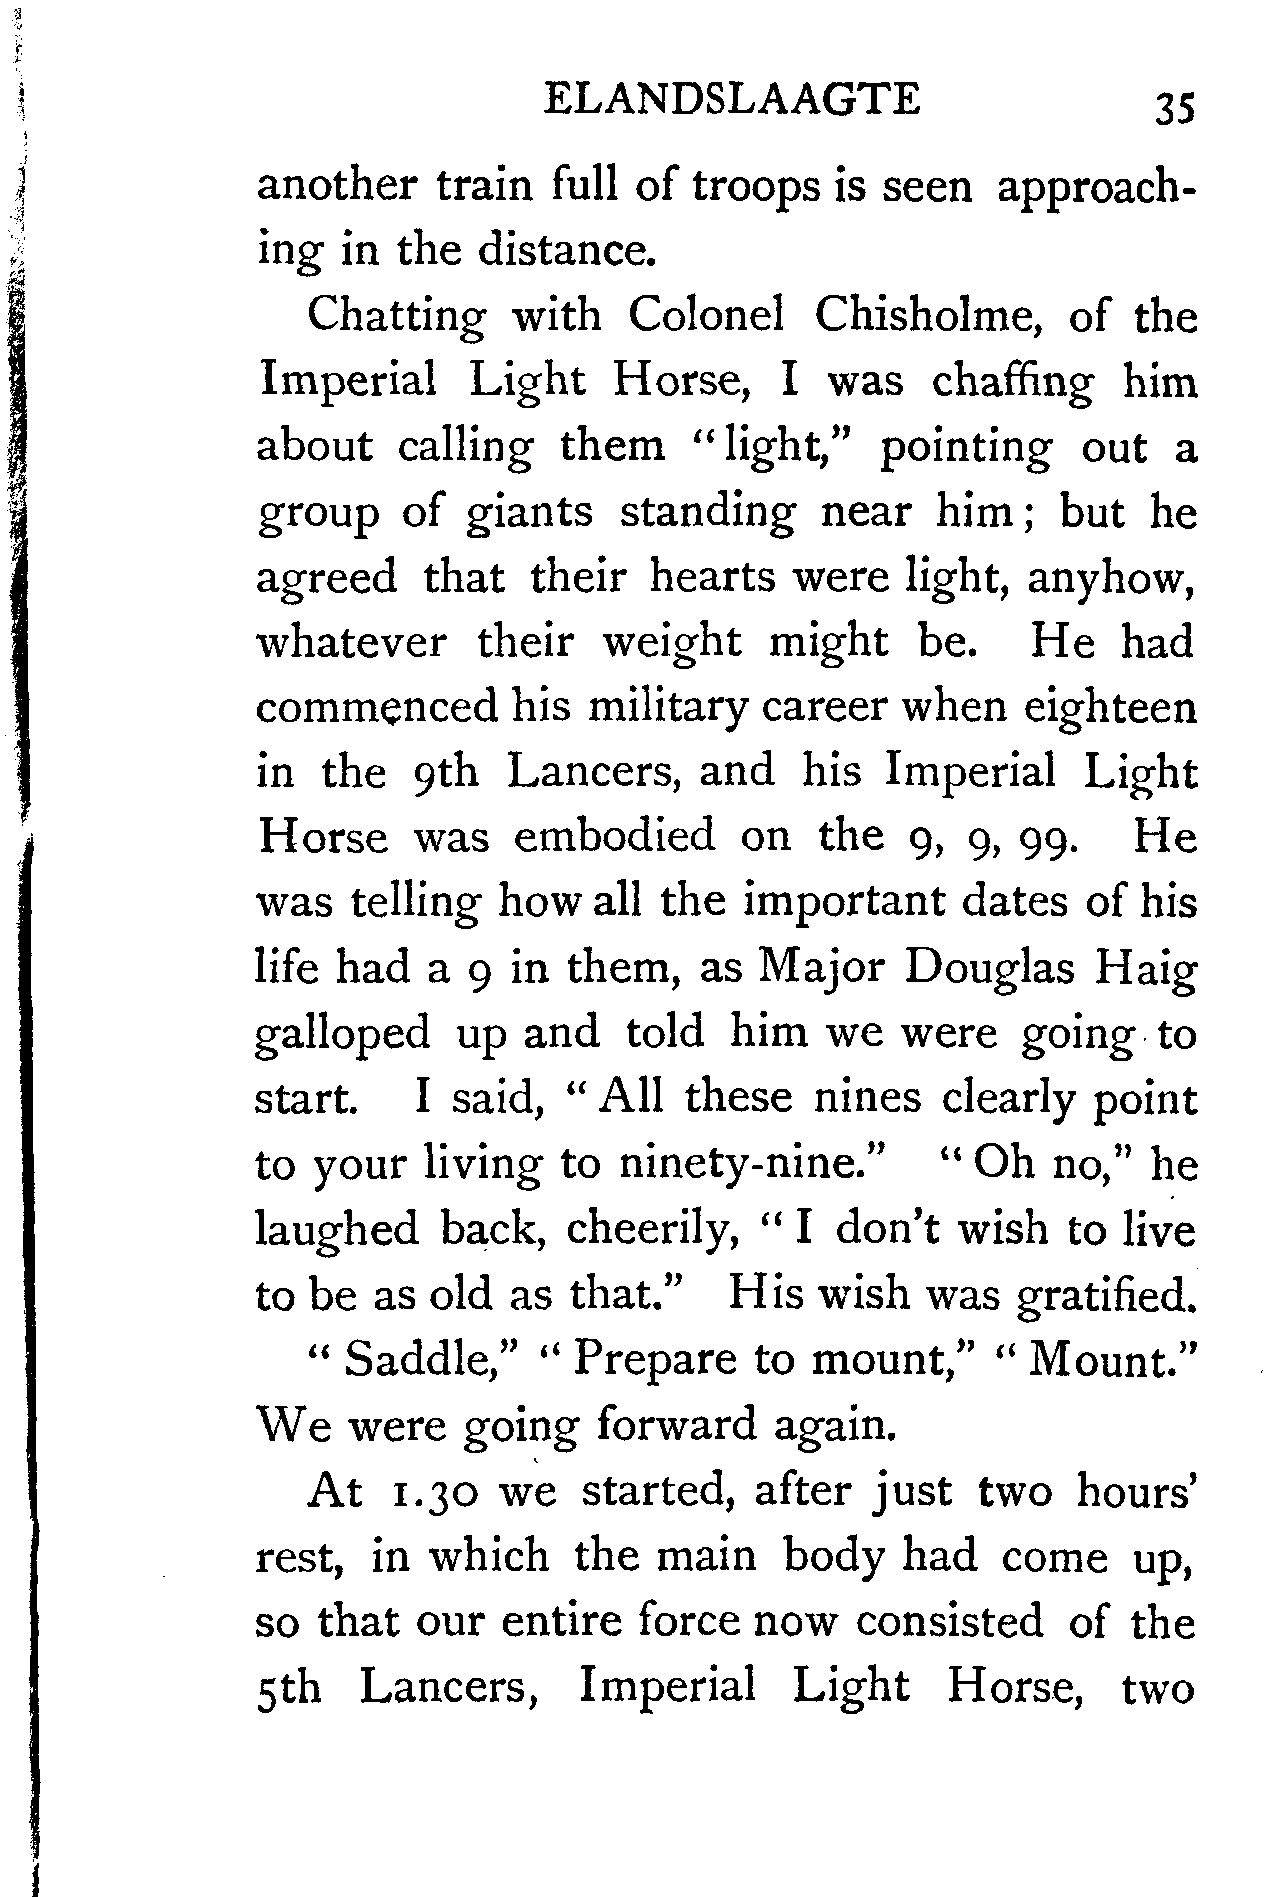 ELANDSLAAGTE 35
another train full of troops is seen approach-
ing in the distance.
Chatting with Colonel Chisholme, of the
Imperial Light Horse, I was chaffing him
about calling them "light," pointing out a
group of giants standing near him; but he
agreed that their hearts were light, anyhow,
whatever their weight might be. He had
commenced his military career when eighteen
in the 9th Lancers, and his Imperial Light
Horse was embodied on the 9, 9, 99. He
was telling how all the important dates of his
life had a 9 in them, as Major Douglas Haig
galloped up and told him we were going to
start. I said, "All these nines clearly point
to your living to ninety-nine." "Oh no," he
laughed back, cheerily, "I don't wish to live
to be as old as that." His wish was gratified.
"Saddle," "Prepare to mount," "Mount."
We were going forward again.
At 1.30 we started, after just two hours'
rest, in which the main body had come up,
so that our entire force now consisted of the
5th Lancers, Imperial Light Horse, two